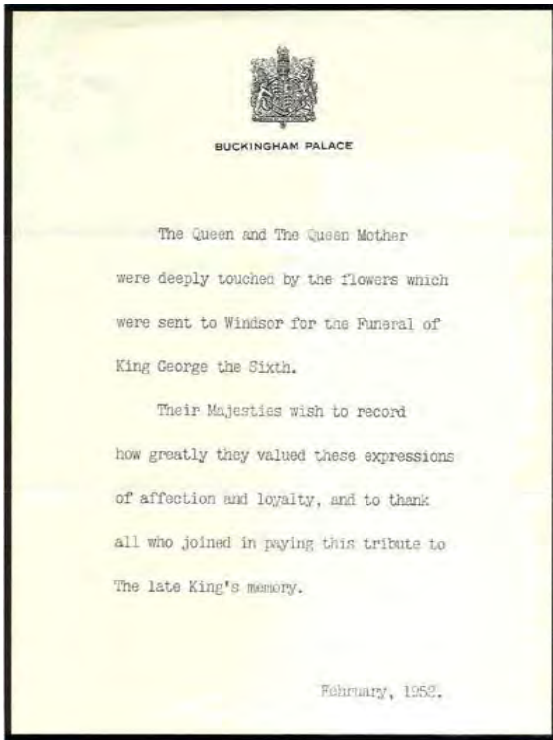 BUCKINGHAM PALACE
The Queen and The Queen Mother
were deeply touched by the flowers which
were sent to Windsor for the Funeral of
King George the Sixth.
Their Majesties wish to record
how greatly they valued these expressions
of affection and loyalty, and to thank
all who joined in paying this tribute to
The late King's memory.
February, 1952.